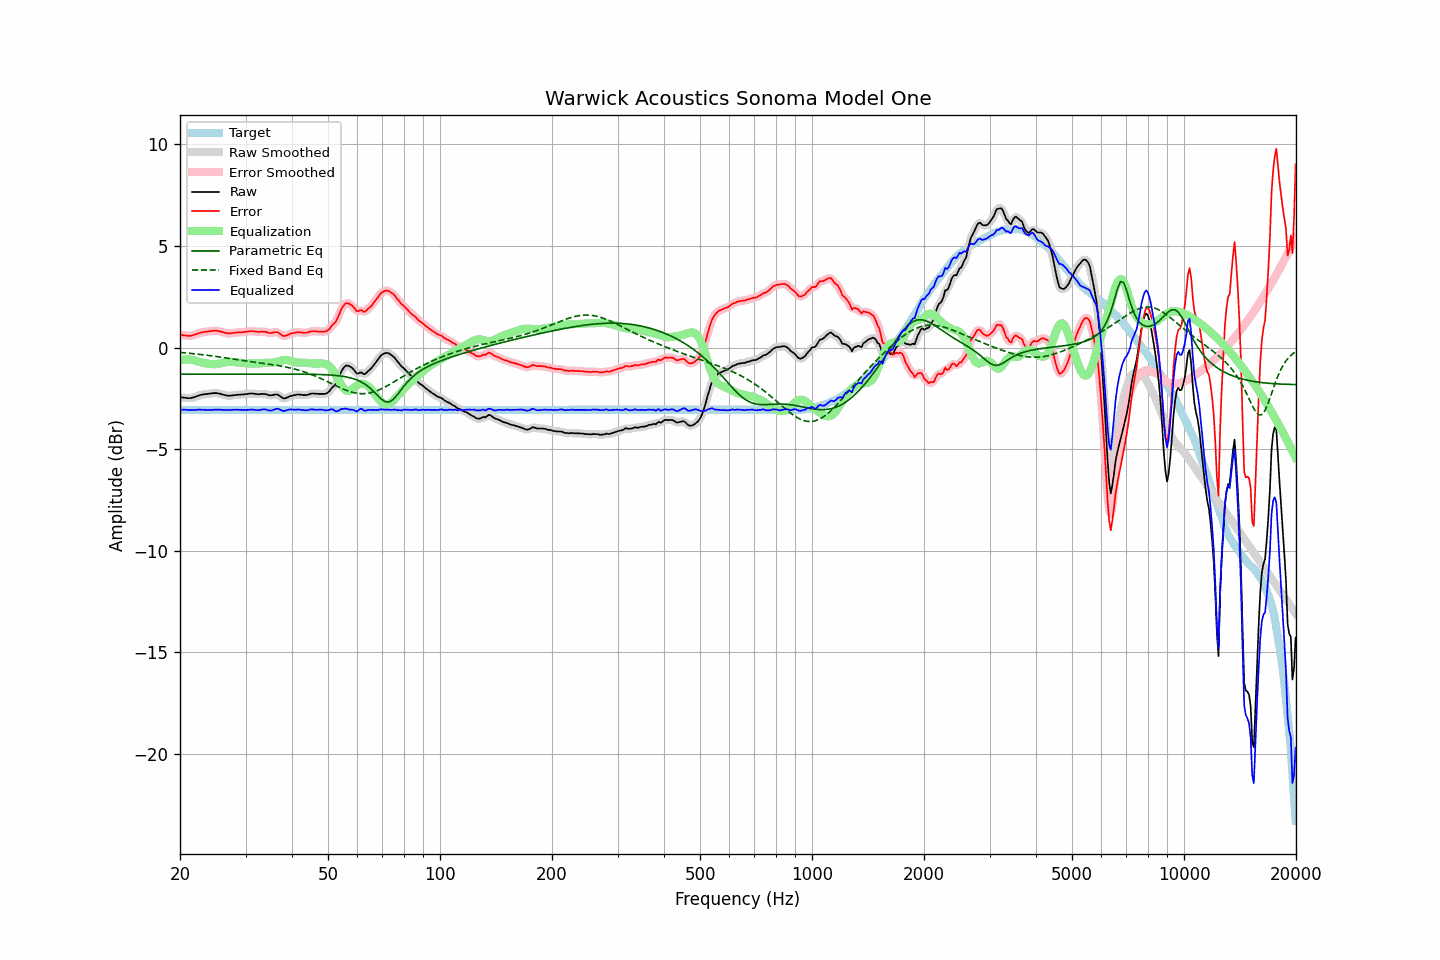 Warwick Acoustics Sonoma Model One
Target
Raw Smoothed
Error Smoothed
Raw
Error
Equalization
Parametric Eq
Fixed Band Eq
Equalized
10
5
0
−5
−10
−15
−20
Amplitude (dBr)
20
50
100
200
500
1000
2000
5000
10000
20000
Frequency (Hz)